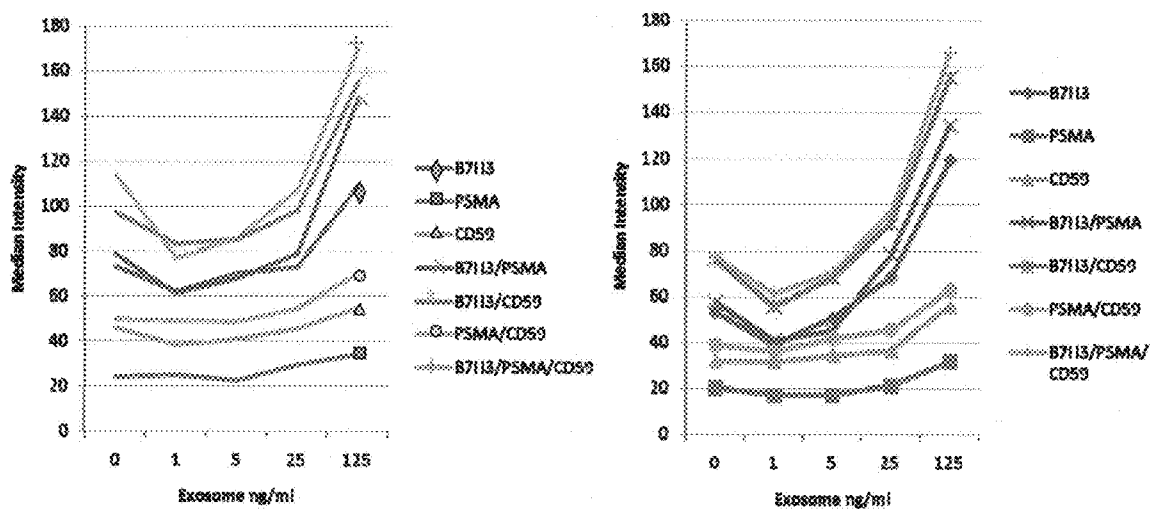 180
160
140
120
100
80
60
40
20
0
Median Intensity
0 1 5 25 125
Exosome ng/ml
B7H3
PSMA
CD59
B7H3/PSMA
B7H3/CD59
PSMA/CD59
B7H3/PSMA/CD59
180
160
140
120
100
80
60
40
20
0
Median Intensity
0 1 5 25 125
Exosome ng/ml
B7H3
PSMA
CD59
B7H3/PSMA
B7H3/CD59
PSMA/CD59
B7H3/PSMA/
CD59